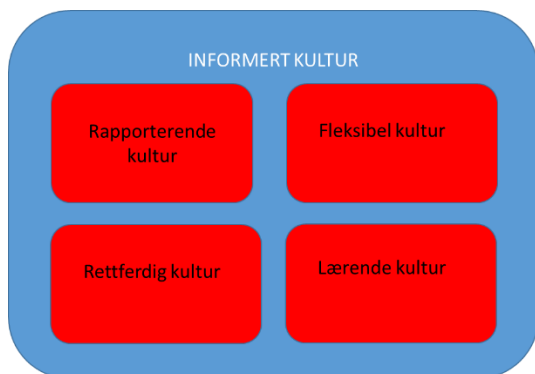 INFORMERT KULTUR
Rapporterende
kultur
Fleksibel kultur
Rettferdig kultur
Lærende kultur